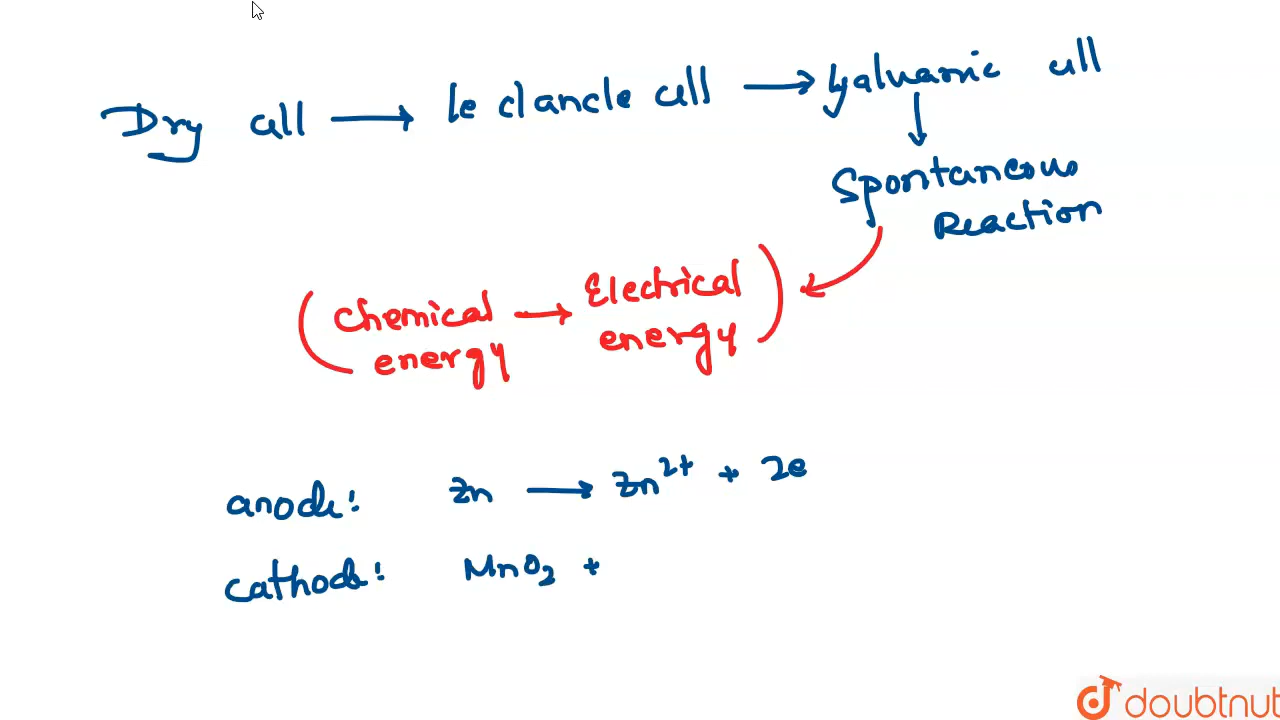 Dry cell → le clancle cell → Galvanic cell
↓
Spontaneous
Reaction
(Chemical energy → Electrical energy)
anode: Zn → Zn²⁺ + 2e
cathode: MnO₂ +
doubtnut